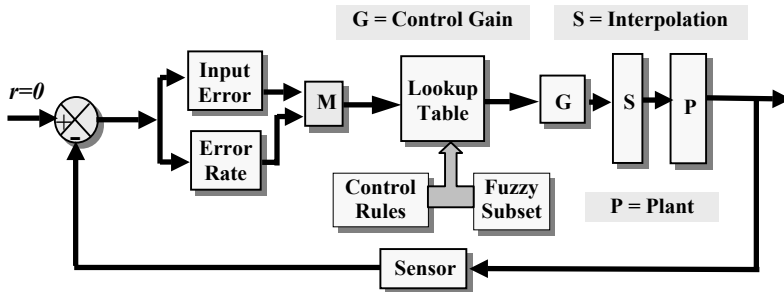 G = Control Gain
S = Interpolation
r=0
+
-
Input
Error
Error
Rate
M
Lookup
Table
G
S
P
Control
Rules
Fuzzy
Subset
P = Plant
Sensor